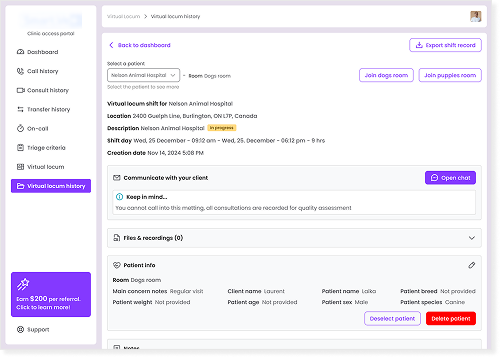 Clinic access portal
Dashboard
Call history
Consult history
Transfer history
On-call
Triage criteria
Virtual locum
Virtual locum history
Earn $200 per referral.
Click to learn more!
Support
Virtual Locum > Virtual locum history
Back to dashboard
Export shift record
Select a patient
Nelson Animal Hospital - Room Dogs room
Join dogs room
Join puppies room
Select the patient to see more
Virtual locum shift for Nelson Animal Hospital
Location 2400 Guelph Line, Burlington, ON L7P, Canada
Description Nelson Animal Hospital In progress
Shift day Wed, 25 December - 09:12 am - Wed, 25. December - 06:12 pm - 9 hrs
Creation date Nov 14, 2024 5:08 PM
Communicate with your client
Open chat
Keep in mind...
You cannot call into this metting, all consultations are recorded for quality assessment
Files & recordings (0)
Patient info
Room Dogs room
Main concern notes Regular visit Client name Laurent Patient name Laika Patient breed Not provided
Patient weight Not provided Patient age Not provided Patient sex Male Patient species Canine
Deselect patient
Delete patient
Notes